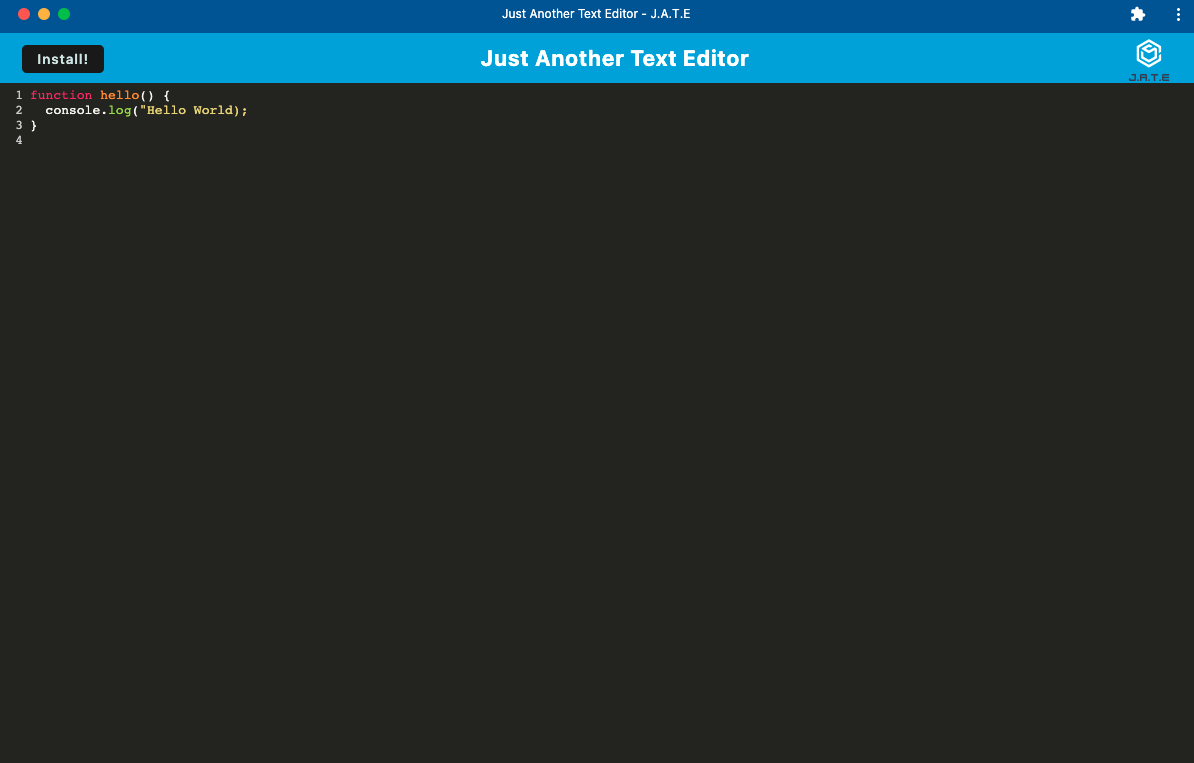 Just Another Text Editor - J.A.T.E
Install!
Just Another Text Editor
J.A.T.E
1 function hello() {
2   console.log("Hello World);
3 }
4